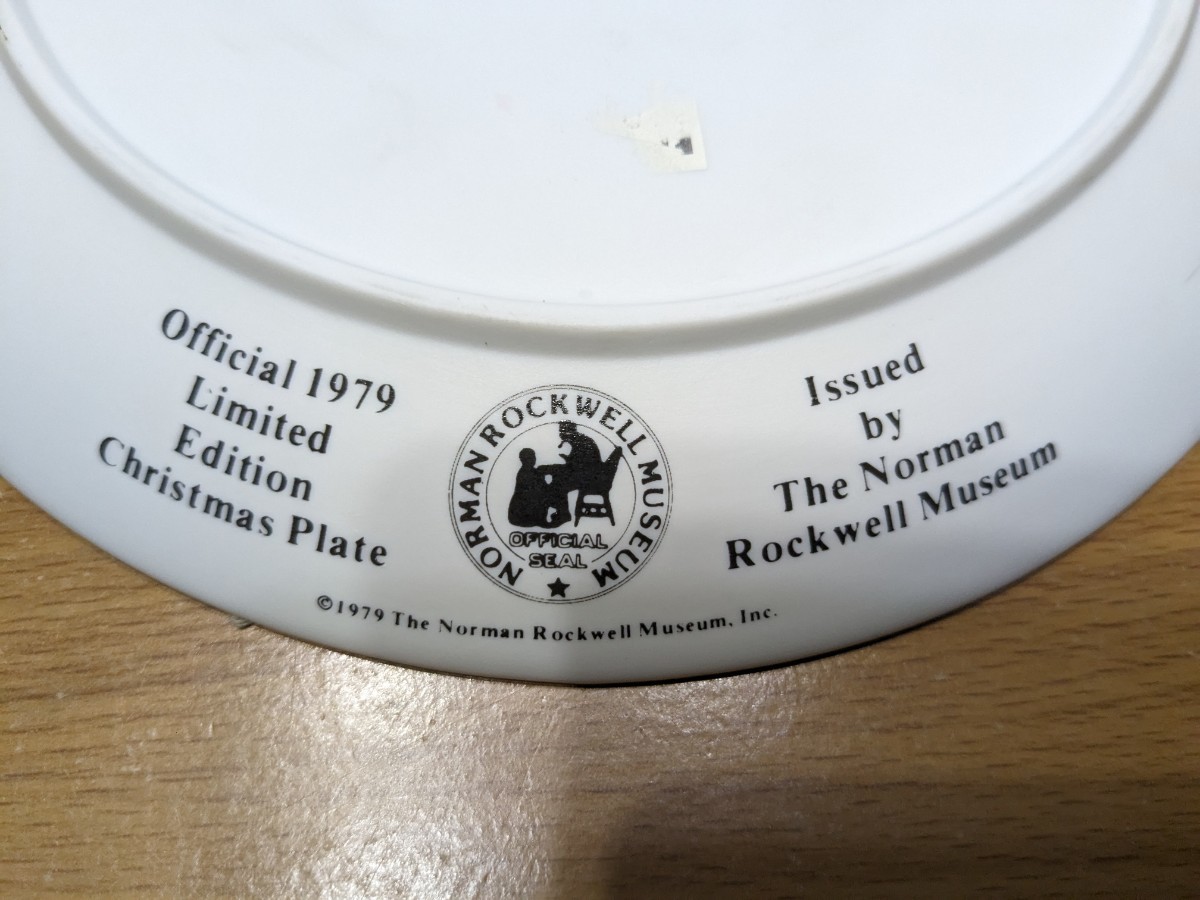 Official 1979
Limited
Edition
Christmas Plate
NORMAN ROCKWELL MUSEUM
OFFICIAL
SEAL
Issued
by
The Norman
Rockwell Museum
©1979 The Norman Rockwell Museum, Inc.